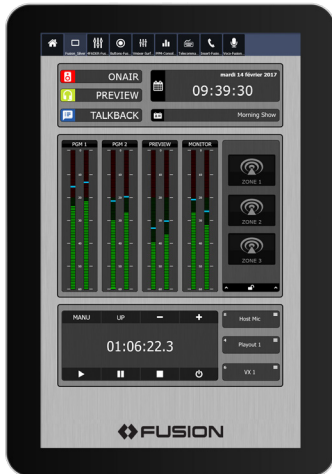 ONAIR
mardi 14 février 2017
PREVIEW
09:39:30
TALKBACK
Morning Show
PGM 1
PGM 2
PREVIEW
MONITOR
ZONE 1
ZONE 2
ZONE 3
MANU
UP
Host Mic
01:06:22.3
Playout 1
VX 1
FUSION